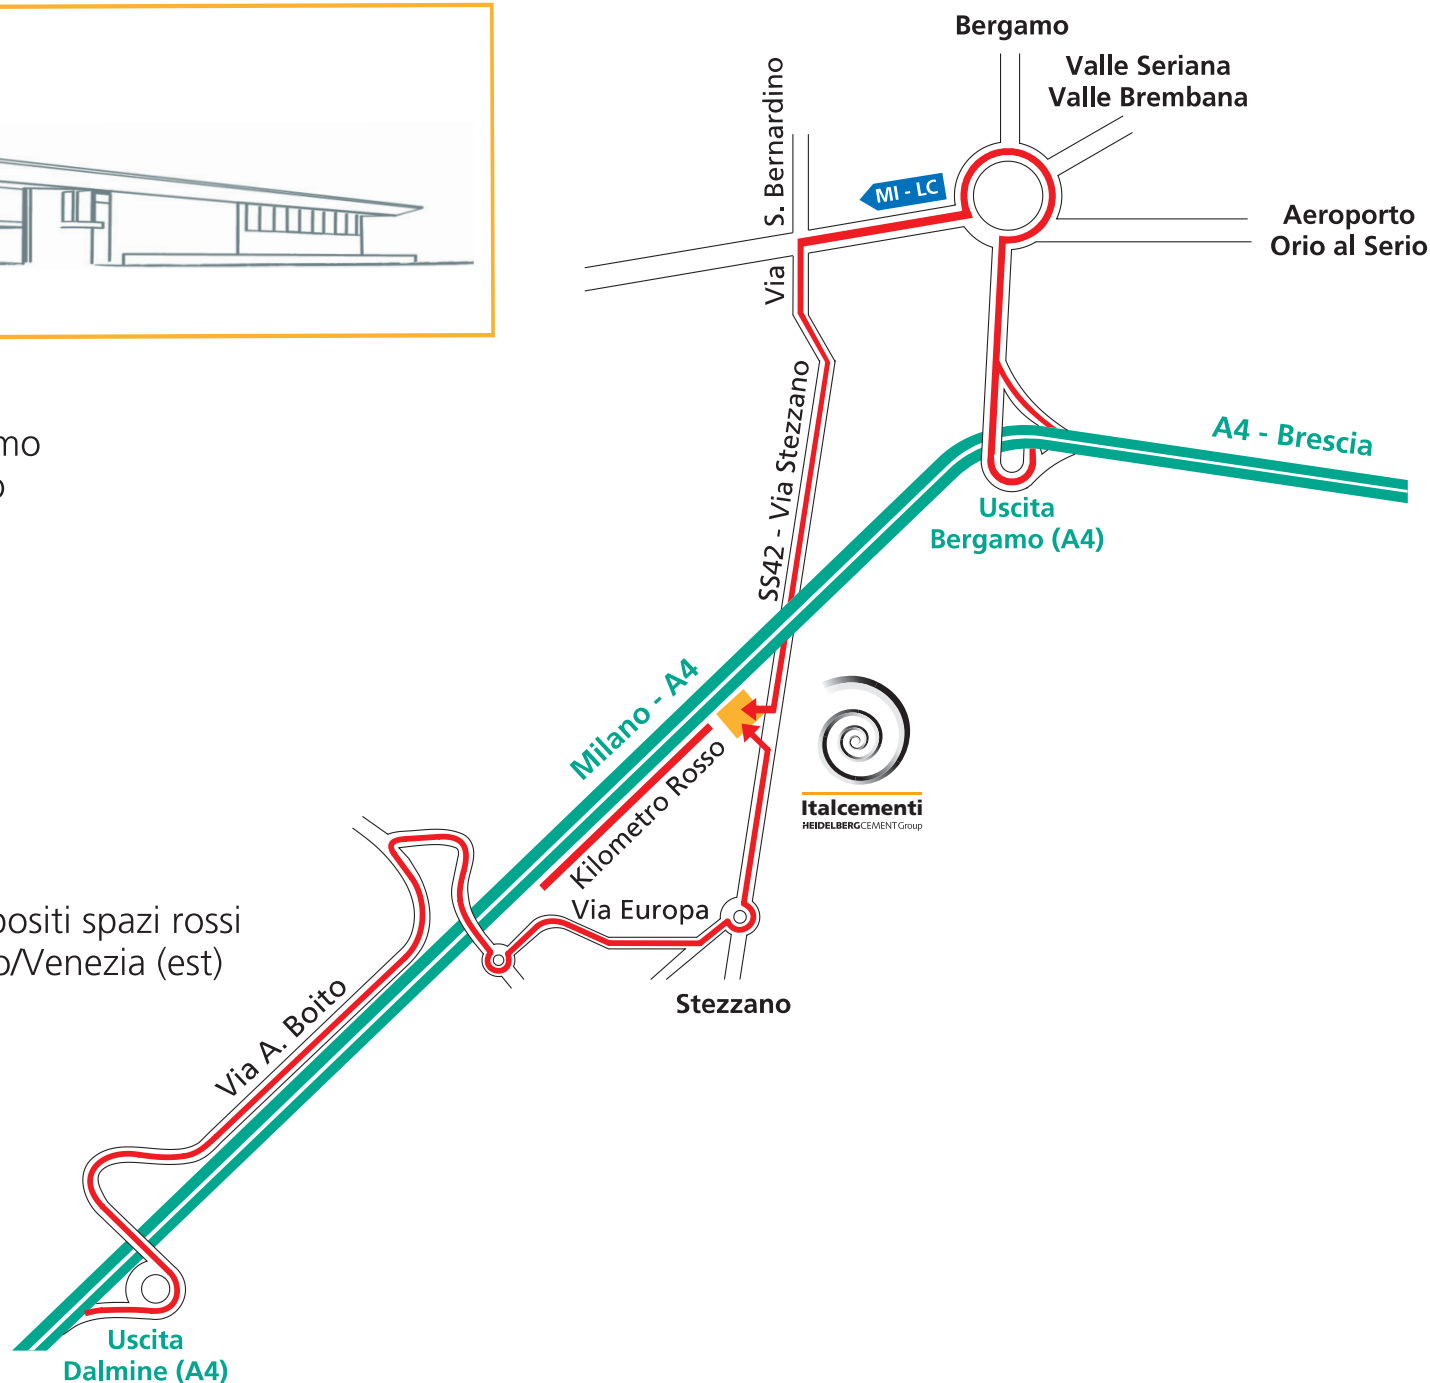 Bergamo
Valle Seriana
Valle Brembana
Via S. Bernardino
MI - LC
Aeroporto
Orio al Serio
SS42 - Via Stezzano
A4 - Brescia
Uscita
Bergamo (A4)
Milano - A4
Kilometro Rosso
Italcementi
HEIDELBERGCEMENT Group
Via Europa
Stezzano
positi spazi rossi
o/Venezia (est)
Via A. Boito
Uscita
Dalmine (A4)